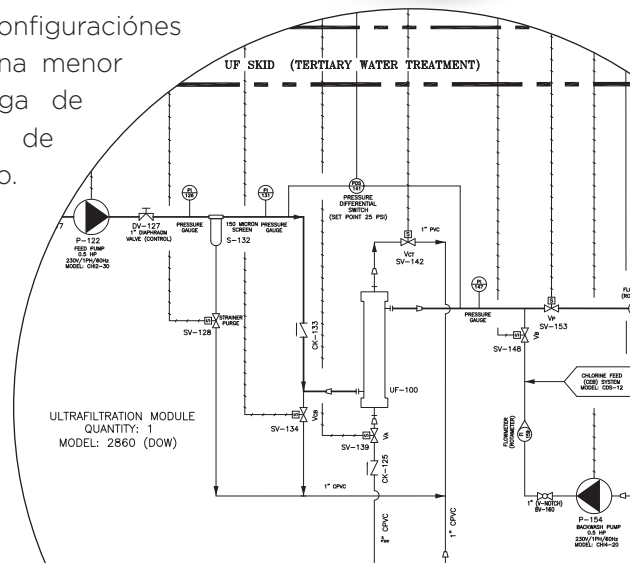 onfiguraciónes
na menor
ga de
de
o.
UF SKID (TERTIARY WATER TREATMENT)
7
P-122
FEED PUMP
0.5 HP
230V/1PH/60Hz
MODEL: CHI2-30
DV-127
1" DIAPHRAGM
VALVE (CONTROL)
PI
126
PRESSURE
GAUGE
150 MICRON
SCREEN
S-132
PI
131
PRESSURE
GAUGE
PDS
141
PRESSURE
DIFFERENTIAL
SWITCH
(SET POINT 25 PSI)
S
1" PVC
VCT
SV-142
PI
147
PRESSURE
GAUGE
S
VP
SV-153
FL
(RO
STRAINER
PURGE
SV-128
CK-133
SV-148
VB
CHLORINE FEED
(CEB) SYSTEM
MODEL: CDS-12
UF-100
ULTRAFILTRATION MODULE
QUANTITY: 1
MODEL: 2860 (DOW)
VCB
SV-134
VA
SV-139
CK-125
FLOWMETER
(ROTAMETER)
FI
1" CPVC
CPVC
1" CPVC
1" (V-NOTCH)
BV-160
P-154
BACKWASH PUMP
0.5 HP
230V/1PH/60Hz
MODEL: CHI4-20